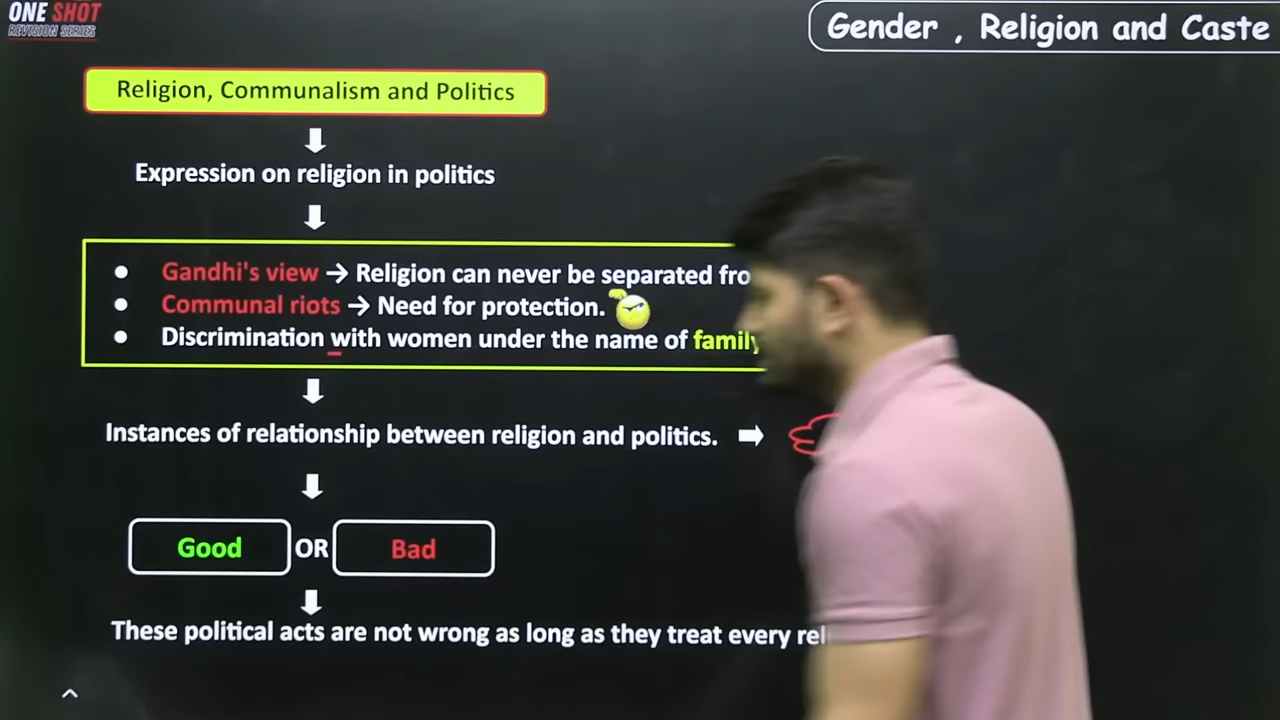 ONE SHOT
REVISION SERIES
Gender , Religion and Caste
Religion, Communalism and Politics
Expression on religion in politics
• Gandhi's view → Religion can never be separated
• Communal riots → Need for protection.
• Discrimination with women under the name of
Instances of relationship between religion and politics.
Good OR Bad
These political acts are not wrong as long as they treat every